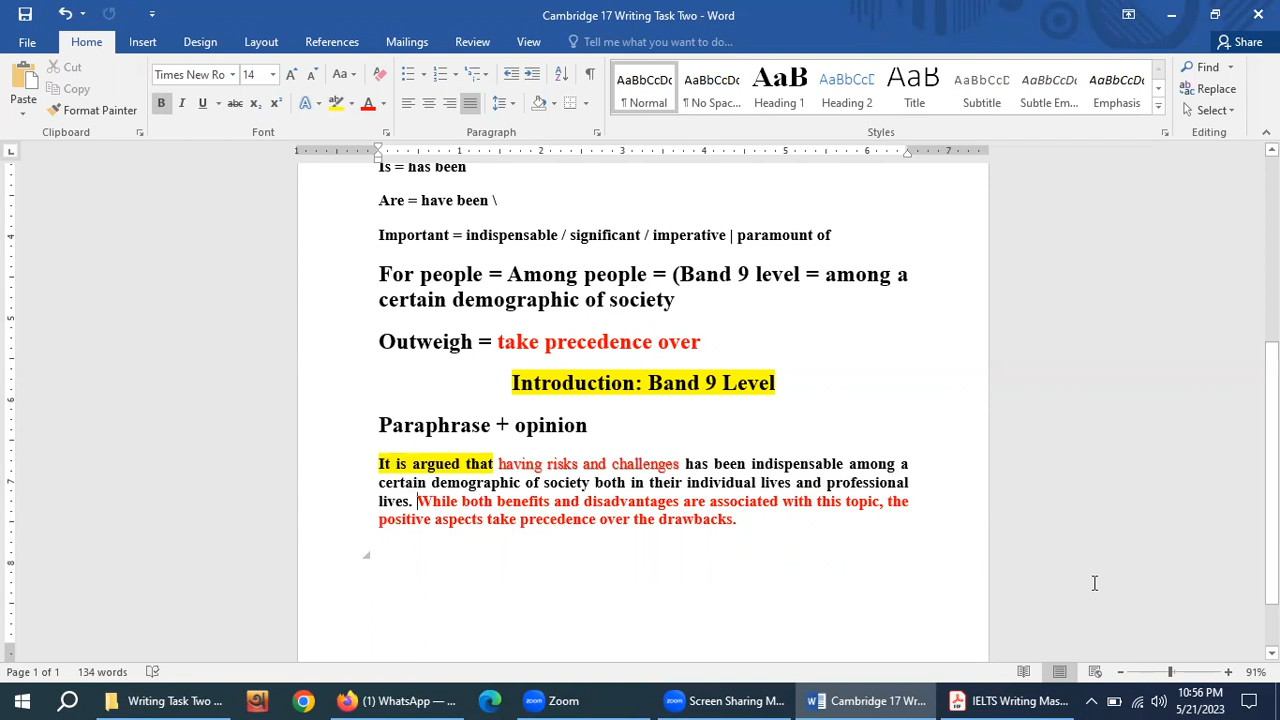 Cambridge 17 Writing Task Two - Word
File Home Insert Design Layout References Mailings Review View Tell me what you want to do... Share
Paste Cut Copy Format Painter Clipboard
Times New Ro 14 Font
Paragraph
AaBbCcDc ¶ Normal AaBbCcDc ¶ No Spac... AaB Heading 1 AaBbCcD Heading 2 AaB Title AaBbCcD Subtitle AaBbCcDc Subtle Em... AaBbCcDc Emphasis Styles
Find Replace Select Editing
Is = has been
Are = have been \
Important = indispensable / significant / imperative | paramount of
For people = Among people = (Band 9 level = among a
certain demographic of society
Outweigh = take precedence over
Introduction: Band 9 Level
Paraphrase + opinion
It is argued that having risks and challenges has been indispensable among a
certain demographic of society both in their individual lives and professional
lives. While both benefits and disadvantages are associated with this topic, the
positive aspects take precedence over the drawbacks.
Page 1 of 1 134 words 91%
Writing Task Two ... (1) WhatsApp — ... Zoom Screen Sharing M... Cambridge 17 Wr... IELTS Writing Mas... 10:56 PM
5/21/2023